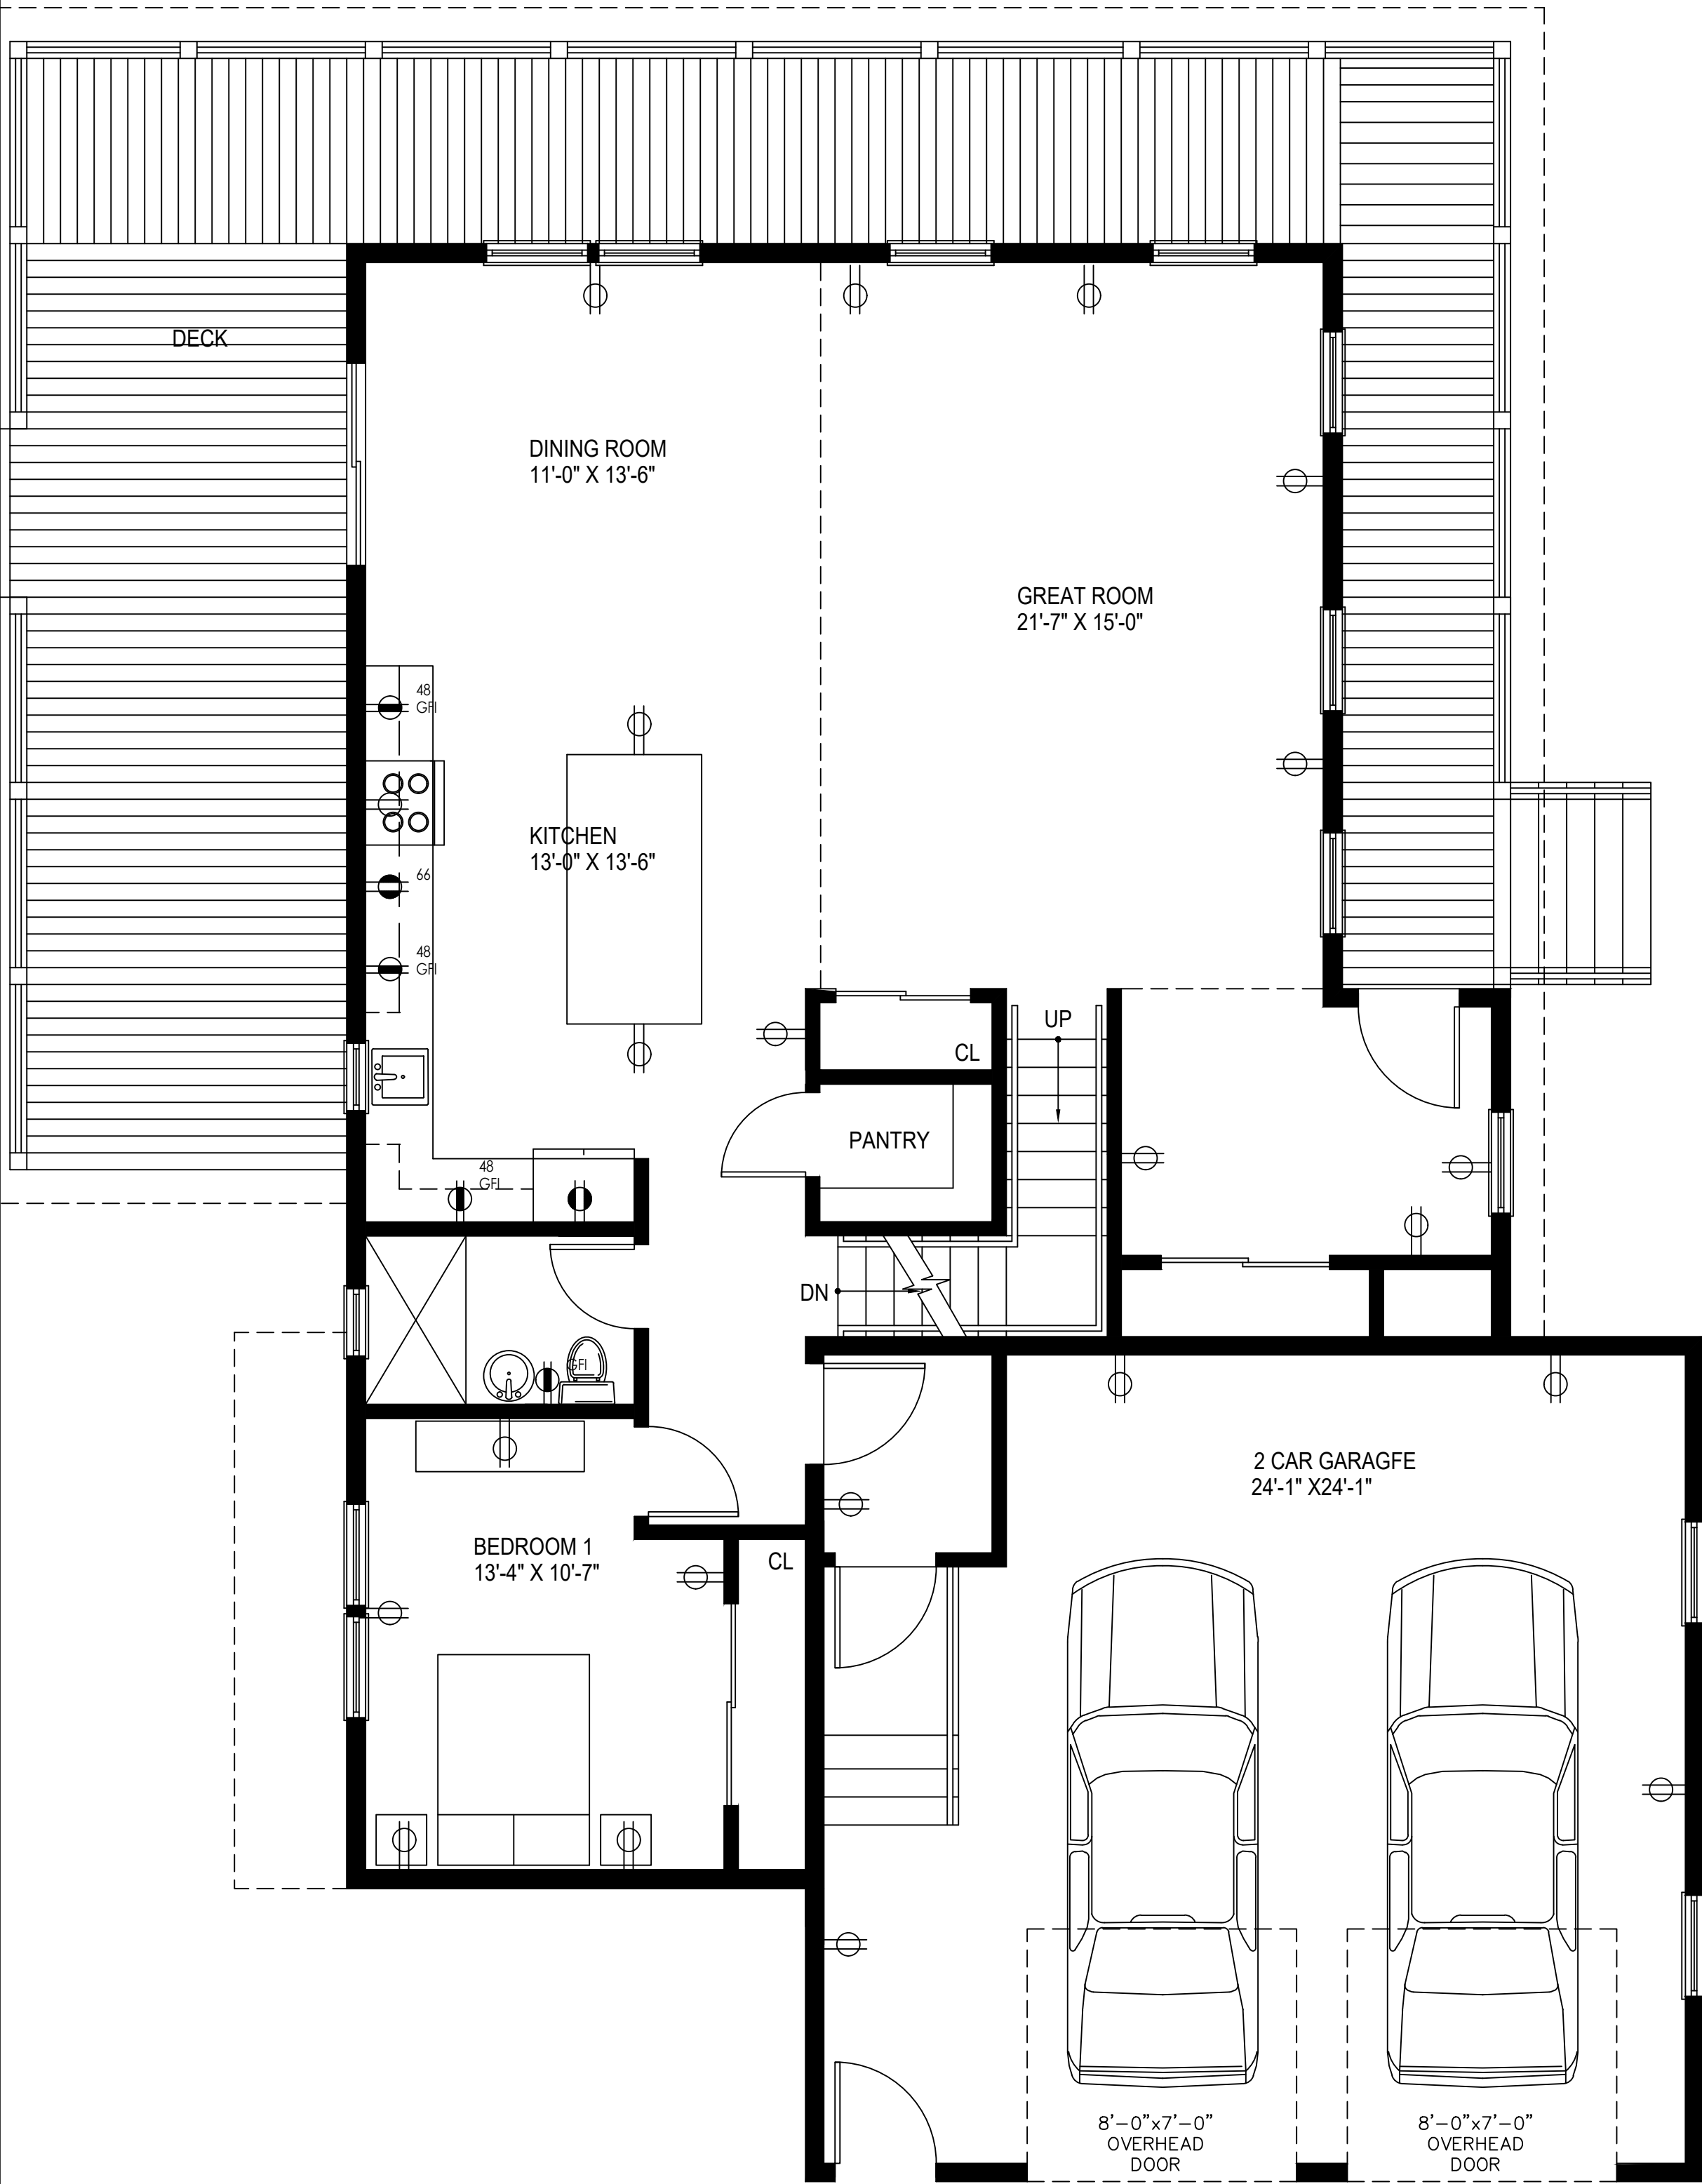 DECK
DINING ROOM
11'-0" X 13'-6"
GREAT ROOM
21'-7" X 15'-0"
48
GFI
KITCHEN
13'-0" X 13'-6"
66
48
GFI
UP
CL
PANTRY
48
GFI
DN
GFI
2 CAR GARAGFE
24'-1" X24'-1"
BEDROOM 1
13'-4" X 10'-7"
CL
8'-0"x7'-0"
OVERHEAD
DOOR
8'-0"x7'-0"
OVERHEAD
DOOR